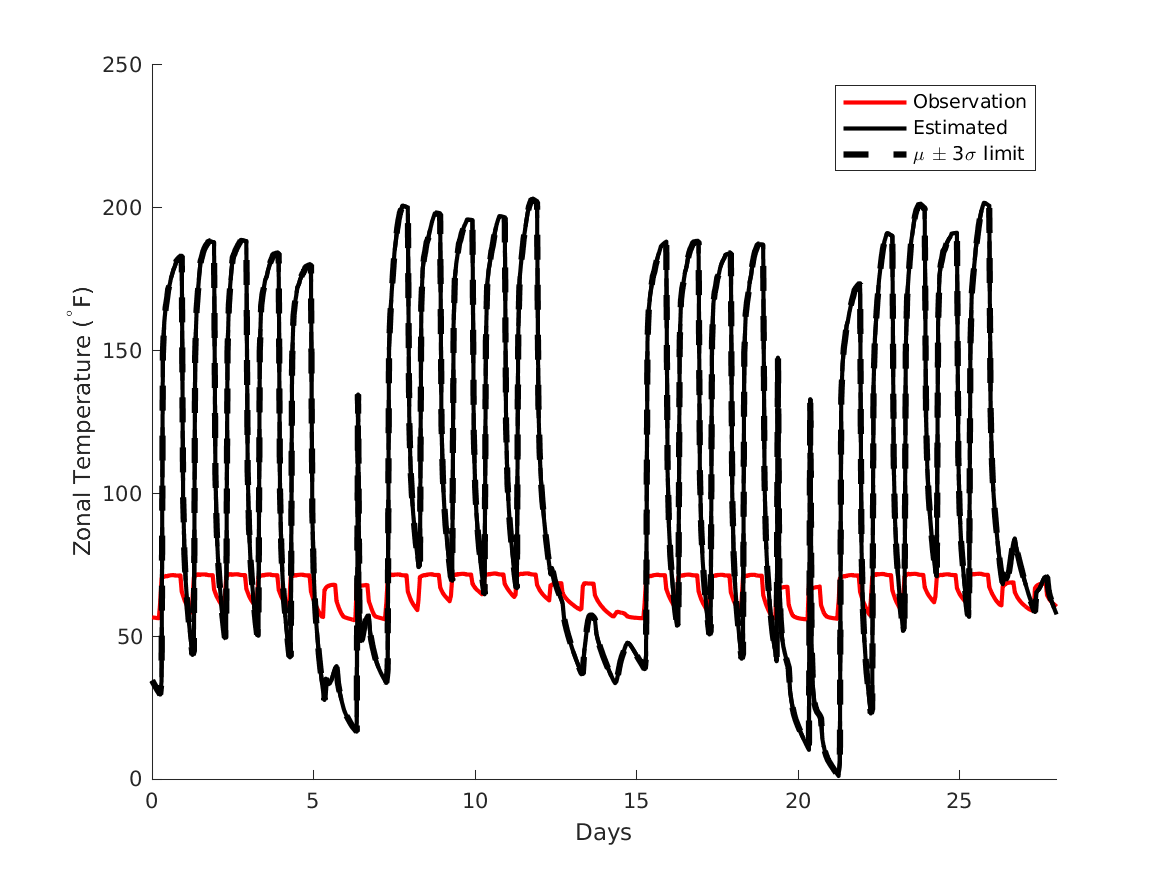 250
200
150
100
50
0
0 5 10 15 20 25
Zonal Temperature (°F)
Days
Observation
Estimated
μ ± 3σ limit